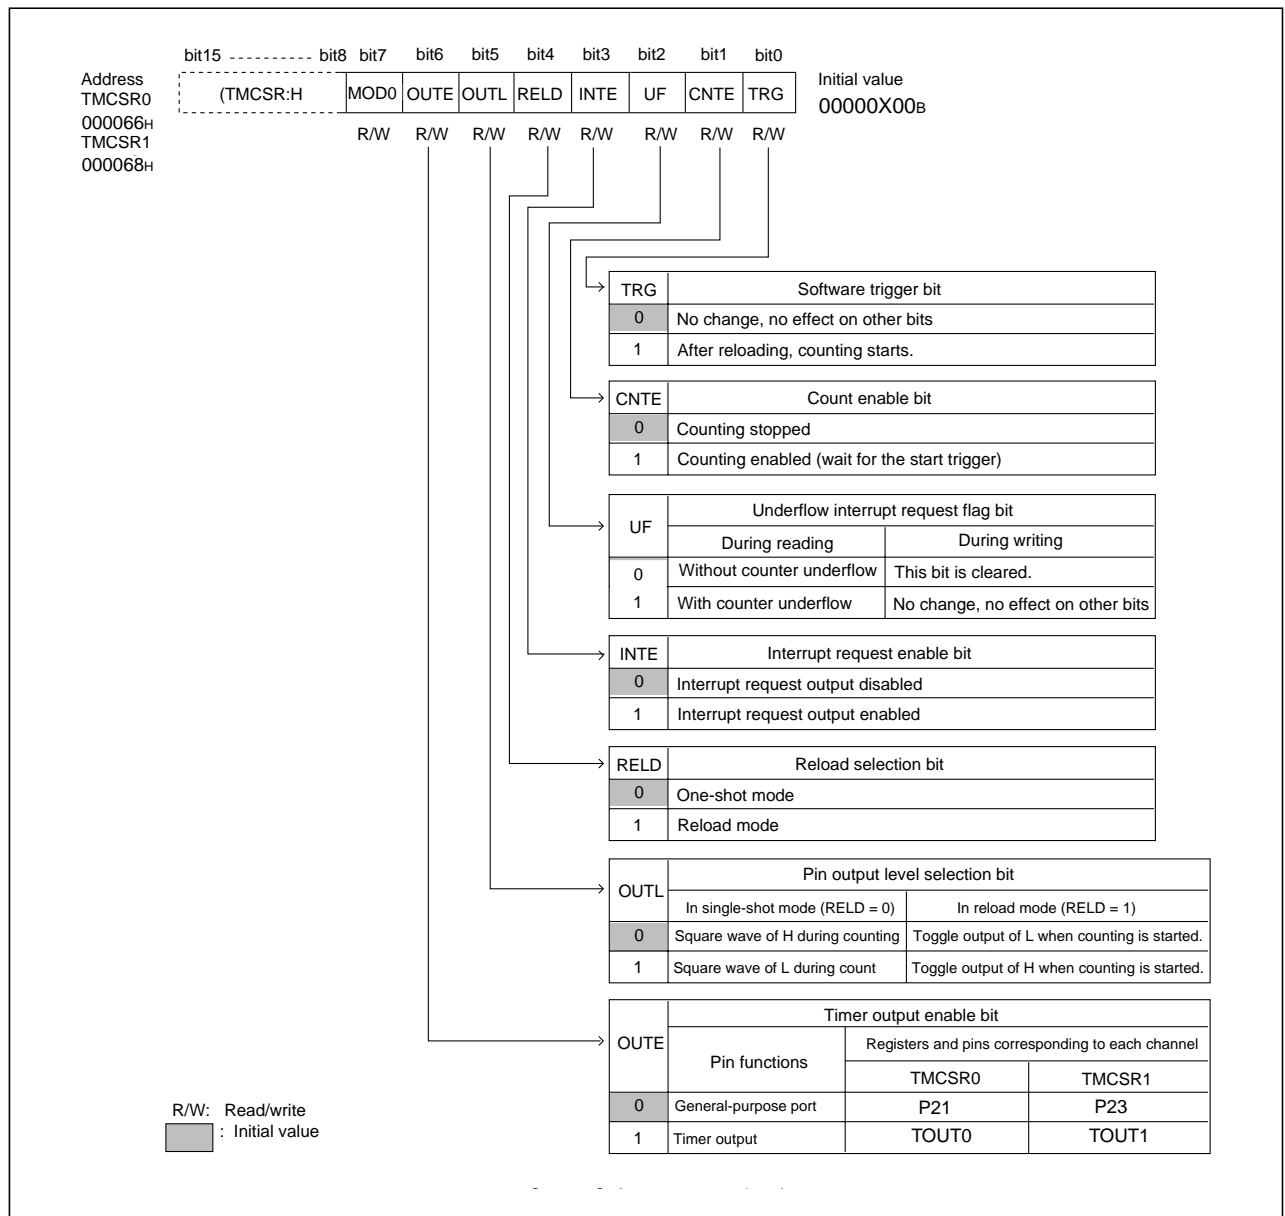 bit15 ----------- bit8 bit7 bit6 bit5 bit4 bit3 bit2 bit1 bit0
Address
TMCSR0
000066H
TMCSR1
000068H
(TMCSR:H MOD0 OUTE OUTL RELD INTE UF CNTE TRG
Initial value
00000X00B
R/W R/W R/W R/W R/W R/W R/W R/W
TRG Software trigger bit
0 No change, no effect on other bits
1 After reloading, counting starts.
CNTE Count enable bit
0 Counting stopped
1 Counting enabled (wait for the start trigger)
UF Underflow interrupt request flag bit
During reading During writing
0 Without counter underflow This bit is cleared.
1 With counter underflow No change, no effect on other bits
INTE Interrupt request enable bit
0 Interrupt request output disabled
1 Interrupt request output enabled
RELD Reload selection bit
0 One-shot mode
1 Reload mode
OUTL Pin output level selection bit
In single-shot mode (RELD = 0) In reload mode (RELD = 1)
0 Square wave of H during counting Toggle output of L when counting is started.
1 Square wave of L during count Toggle output of H when counting is started.
OUTE Timer output enable bit
Pin functions Registers and pins corresponding to each channel
TMCSR0 TMCSR1
0 General-purpose port P21 P23
1 Timer output TOUT0 TOUT1
R/W: Read/write
: Initial value